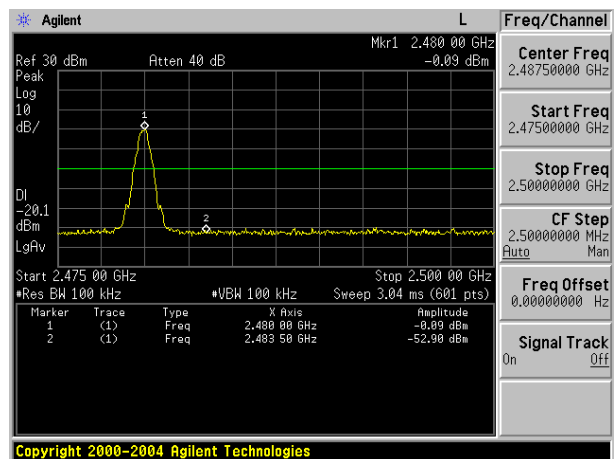 Agilent L Freq/Channel
Mkr1 2.480 00 GHz
Ref 30 dBm Atten 40 dB -0.09 dBm
Peak
Log
10
dB/
1
2
DI
-20.1
dBm
LgAv
Start 2.475 00 GHz Stop 2.500 00 GHz
#Res BW 100 kHz #VBW 100 kHz Sweep 3.04 ms (601 pts)
Marker Trace Type X Axis Amplitude
1 (1) Freq 2.480 00 GHz -0.09 dBm
2 (1) Freq 2.483 50 GHz -52.90 dBm
Center Freq
2.48750000 GHz
Start Freq
2.47500000 GHz
Stop Freq
2.50000000 GHz
CF Step
2.50000000 MHz
Auto Man
Freq Offset
0.00000000 Hz
Signal Track
On Off
Copyright 2000-2004 Agilent Technologies